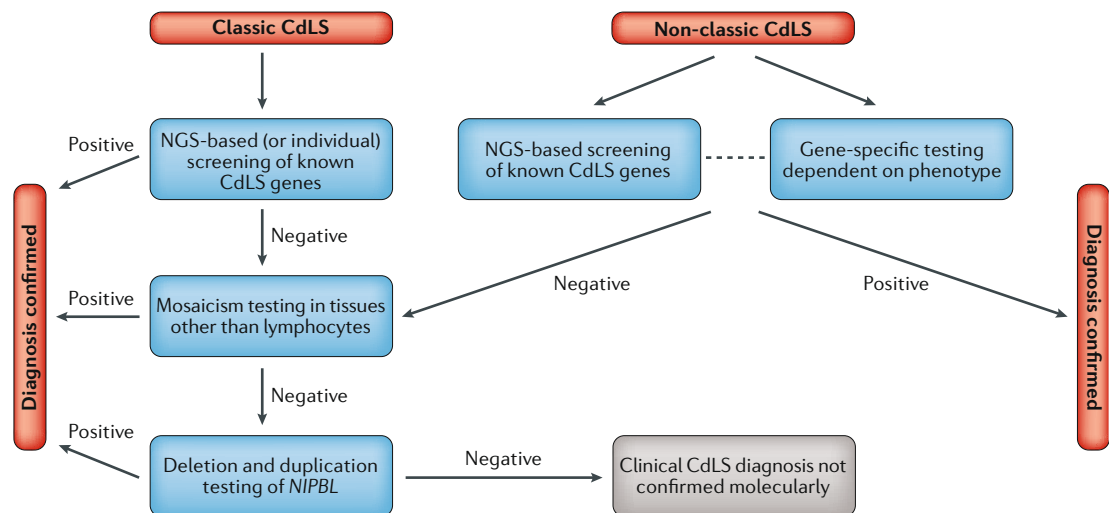 Classic CdLS
Non-classic CdLS
Positive
NGS-based (or individual)
screening of known
CdLS genes
NGS-based screening
of known CdLS genes
Gene-specific testing
dependent on phenotype
Diagnosis confirmed
Negative
Positive
Mosaicism testing in tissues
other than lymphocytes
Negative
Positive
Diagnosis confirmed
Negative
Positive
Deletion and duplication
testing of NIPBL
Negative
Clinical CdLS diagnosis not
confirmed molecularly